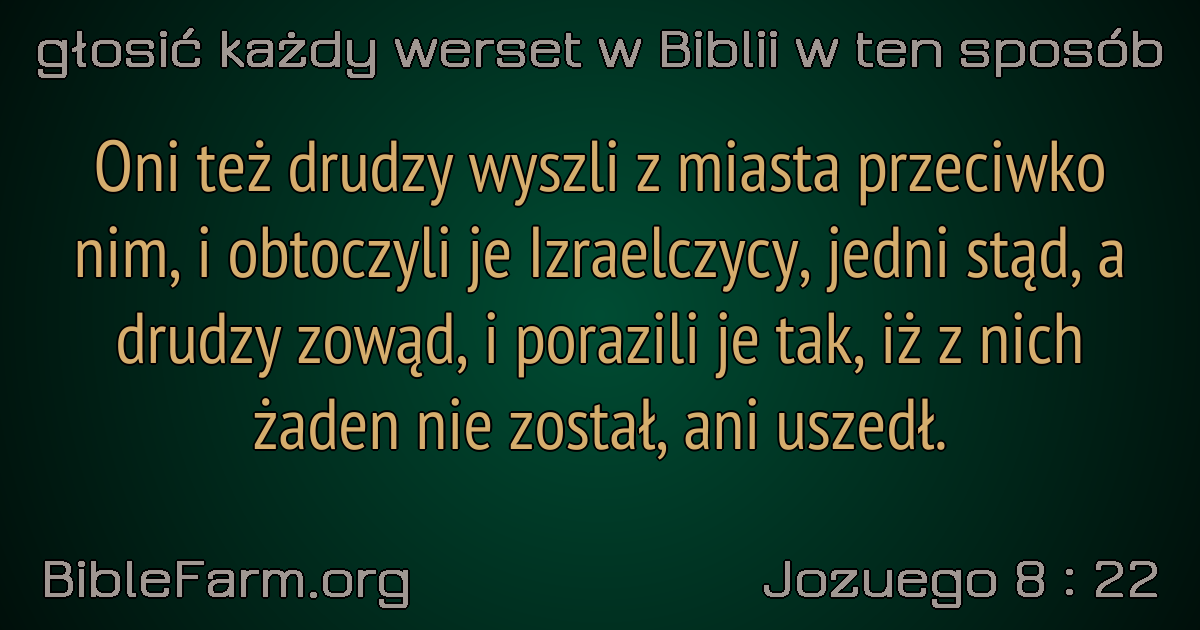 głosić każdy werset w Biblii w ten sposób
Oni też drudzy wyszli z miasta przeciwko
nim, i obtoczyli je Izraelczycy, jedni stąd, a
drudzy zowąd, i porazili je tak, iż z nich
żaden nie został, ani uszedł.
BibleFarm.org
Jozuego 8 : 22